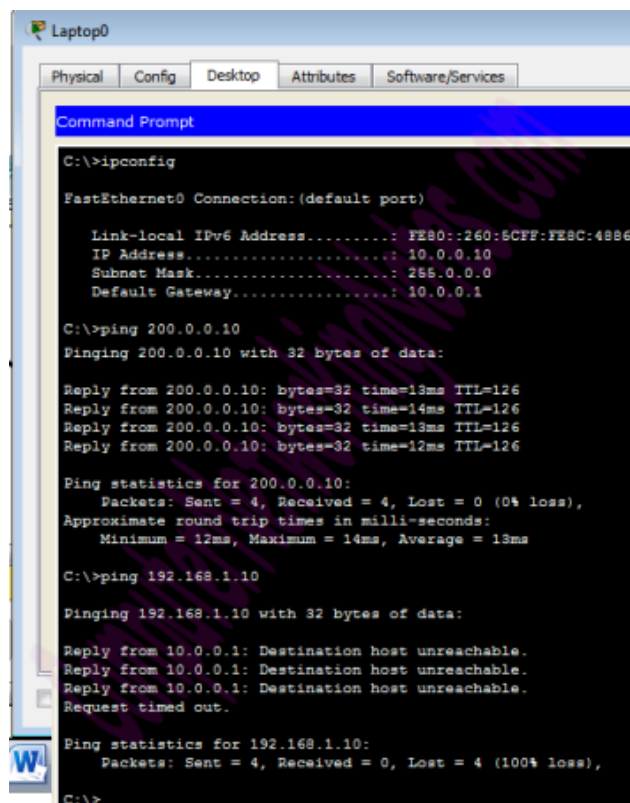 Laptop0
Physical Config Desktop Attributes Software/Services
Command Prompt
C:\>ipconfig
FastEthernet0 Connection:(default port)
Link-local IPv6 Address.........: FE80::260:5CFF:FE8C:4886
IP Address......................: 10.0.0.10
Subnet Mask.....................: 255.0.0.0
Default Gateway.................: 10.0.0.1
C:\>ping 200.0.0.10
Pinging 200.0.0.10 with 32 bytes of data:
Reply from 200.0.0.10: bytes=32 time=13ms TTL=126
Reply from 200.0.0.10: bytes=32 time=14ms TTL=126
Reply from 200.0.0.10: bytes=32 time=13ms TTL=126
Reply from 200.0.0.10: bytes=32 time=12ms TTL=126
Ping statistics for 200.0.0.10:
Packets: Sent = 4, Received = 4, Lost = 0 (0% loss),
Approximate round trip times in milli-seconds:
Minimum = 12ms, Maximum = 14ms, Average = 13ms
C:\>ping 192.168.1.10
Pinging 192.168.1.10 with 32 bytes of data:
Reply from 10.0.0.1: Destination host unreachable.
Reply from 10.0.0.1: Destination host unreachable.
Reply from 10.0.0.1: Destination host unreachable.
Request timed out.
Ping statistics for 192.168.1.10:
Packets: Sent = 4, Received = 0, Lost = 4 (100% loss),
C:\>
W
ComputerNetworkingNotes.Com